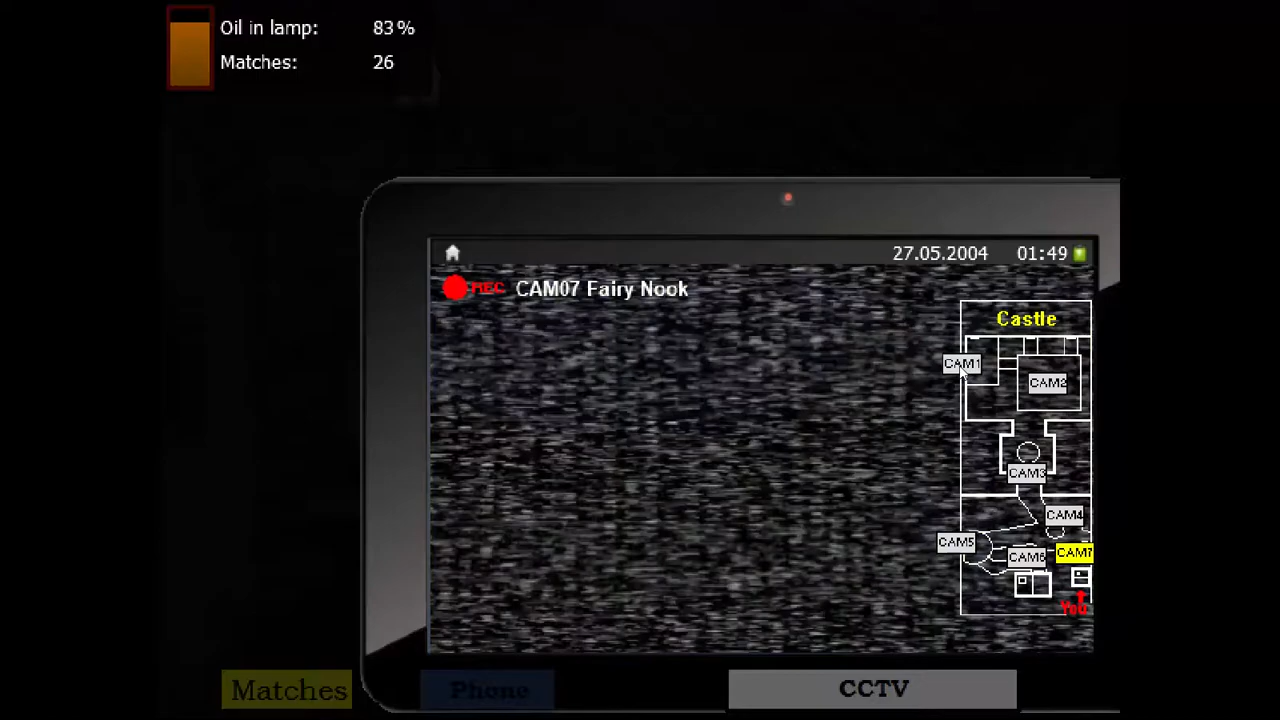 Oil in lamp: 83%
Matches: 26
27.05.2004 01:49
REC CAM07 Fairy Nook
Castle
CAM1
CAM2
CAM3
CAM4
CAM5
CAM6
CAM7
You
Matches
Phone
CCTV